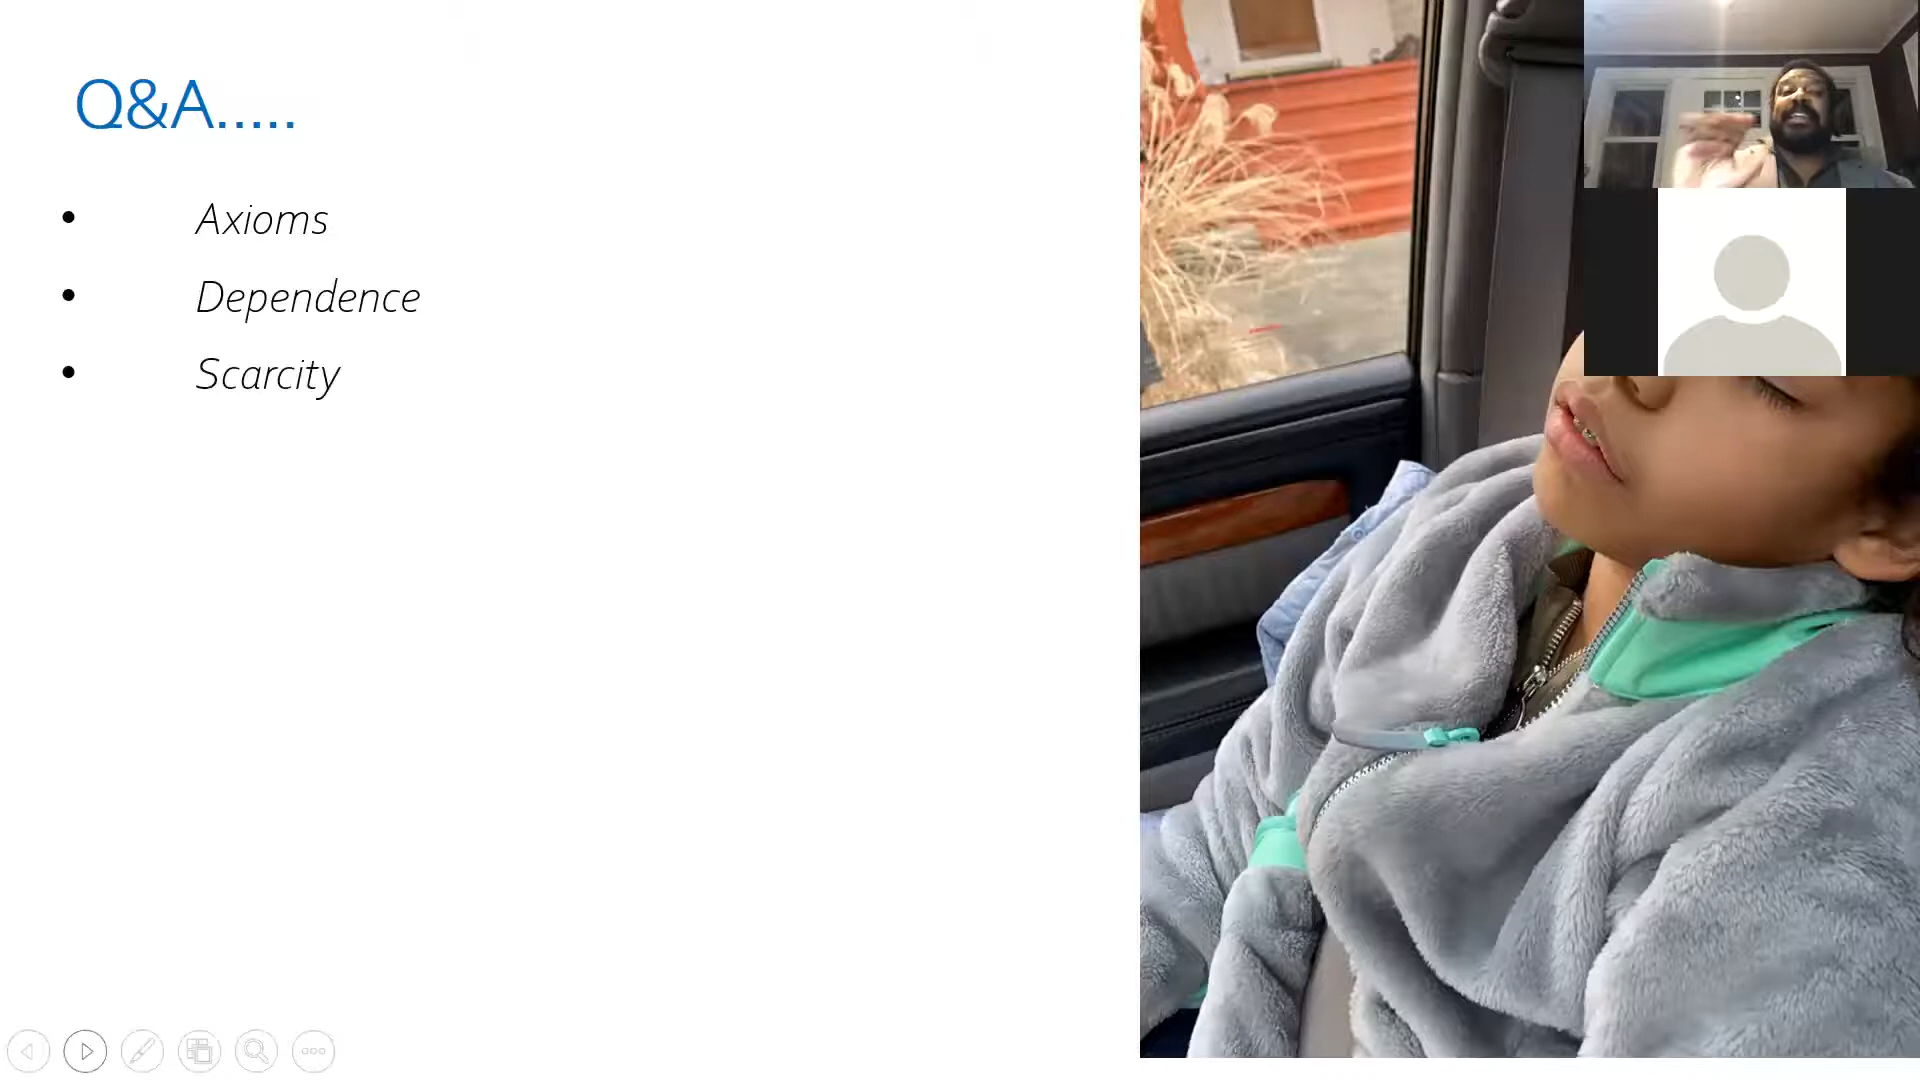 Q&A.....
• Axioms
• Dependence
• Scarcity